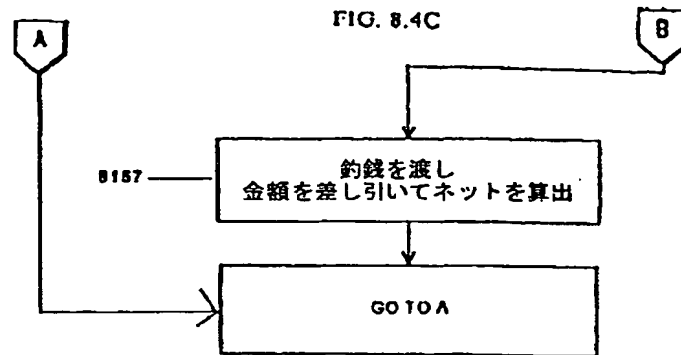 FIG. 8.4C
A
B
8157
釣銭を渡し
金額を差し引いてネットを算出
GO TO A